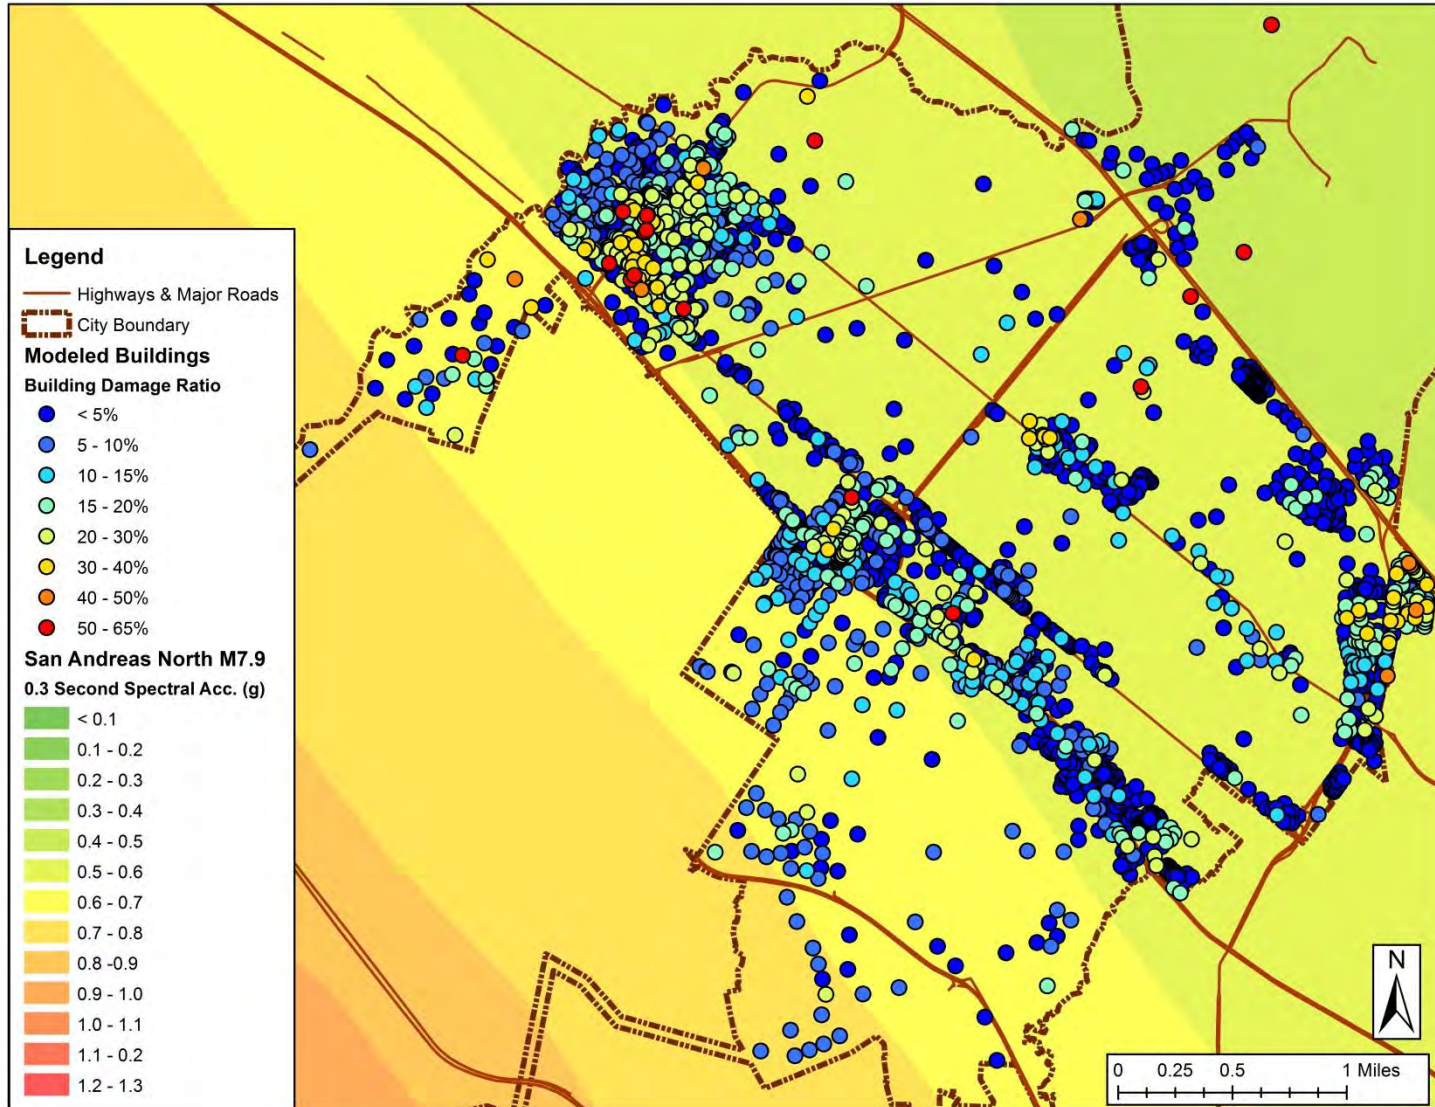 Legend
Highways & Major Roads
City Boundary
Modeled Buildings
Building Damage Ratio
< 5%
5 - 10%
10 - 15%
15 - 20%
20 - 30%
30 - 40%
40 - 50%
50 - 65%
San Andreas North M7.9
0.3 Second Spectral Acc. (g)
< 0.1
0.1 - 0.2
0.2 - 0.3
0.3 - 0.4
0.4 - 0.5
0.5 - 0.6
0.6 - 0.7
0.7 - 0.8
0.8 -0.9
0.9 - 1.0
1.0 - 1.1
1.1 - 0.2
1.2 - 1.3
N
0 0.25 0.5 1 Miles